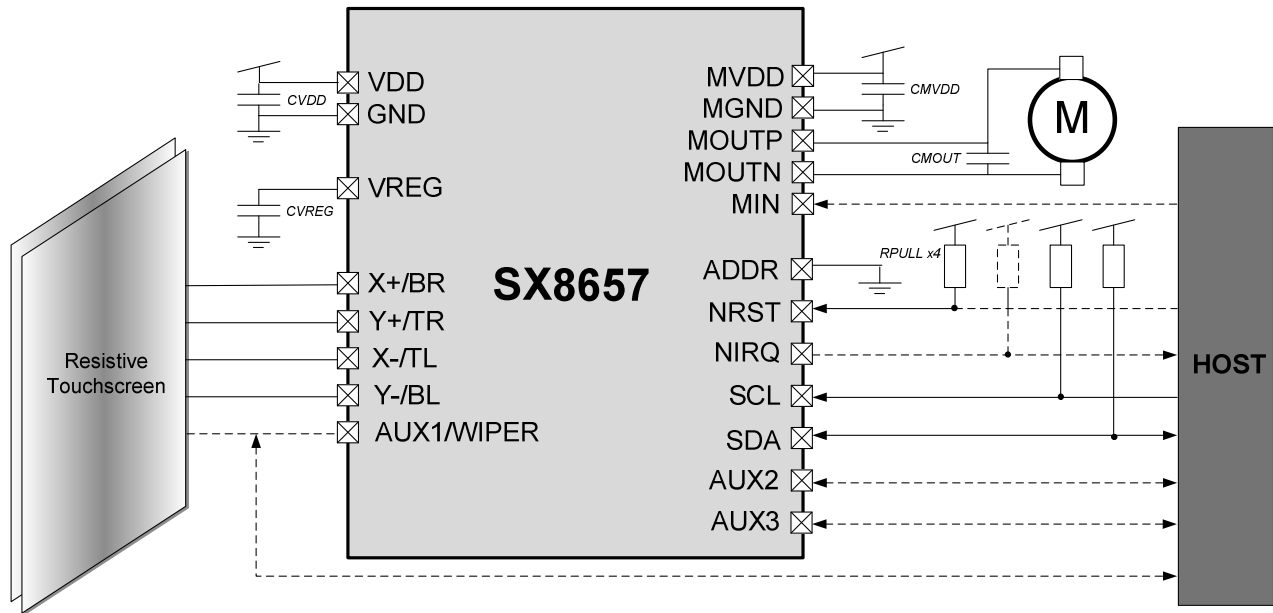 VDD
CVDD
GND
VREG
CVREG
X+/BR
Y+/TR
X-/TL
Y-/BL
AUX1/WIPER
Resistive
Touchscreen
SX8657
MVDD
CMVDD
MGND
MOUTP
CMOUT
MOUTN
MIN
M
ADDR
RPULL x4
NRST
NIRQ
SCL
SDA
AUX2
AUX3
HOST